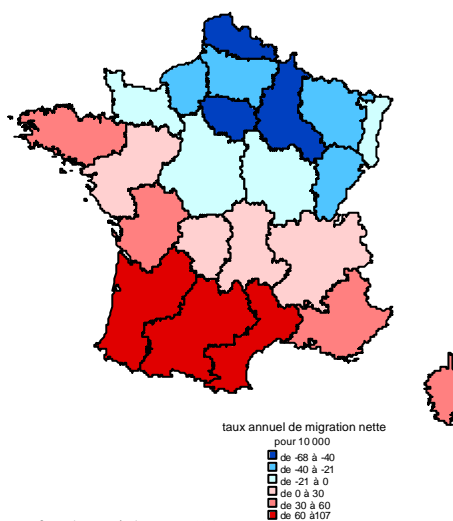 taux annuel de migration nette
pour 10 000
de -68 à -40
de -40 à -21
de -21 à 0
de 0 à 30
de 30 à 60
de 60 à107